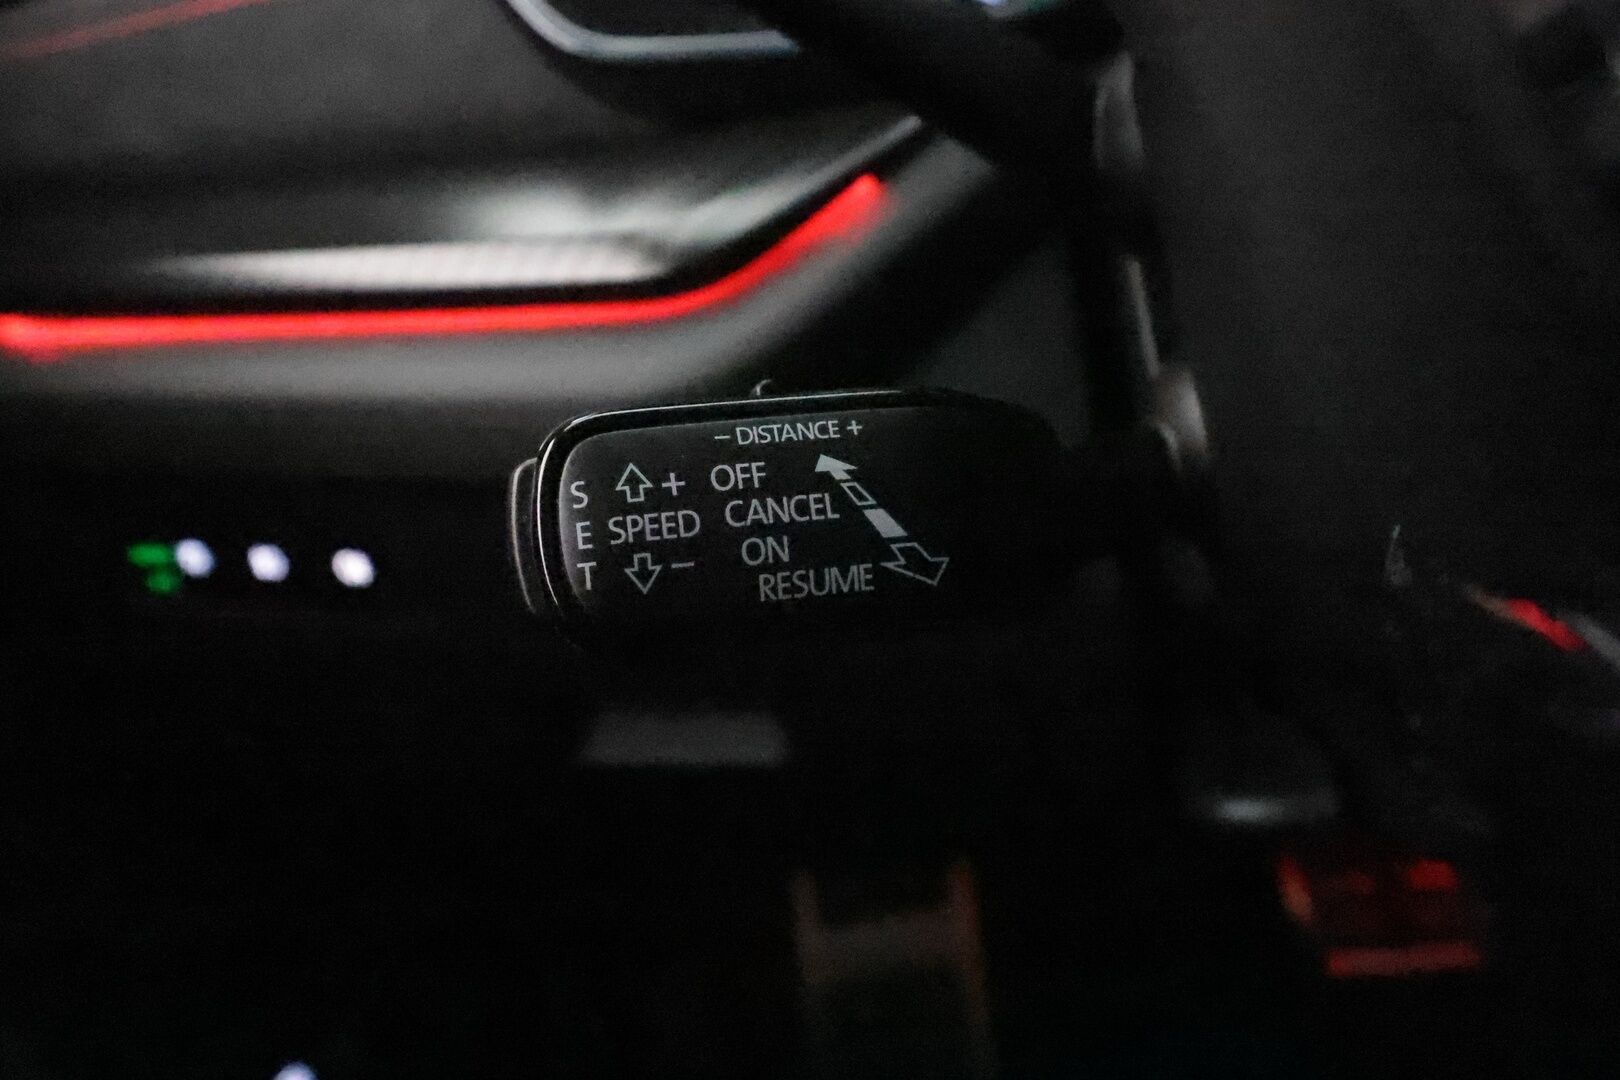 – DISTANCE +
S + OFF
E SPEED CANCEL
T – ON
RESUME